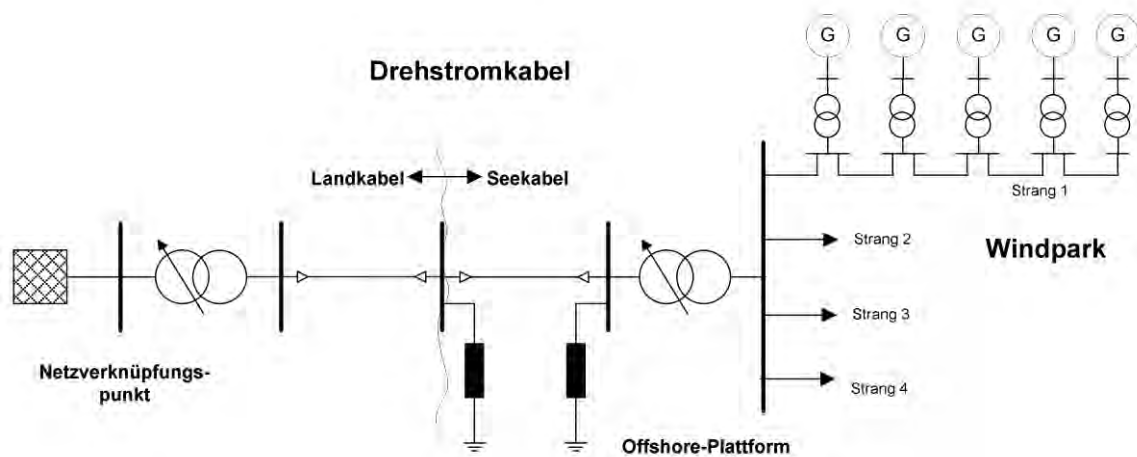 G G G G G
Drehstromkabel
Landkabel
Seekabel
Strang 1
Strang 2
Windpark
Strang 3
Netzverknüpfungs-
punkt
Strang 4
Offshore-Plattform